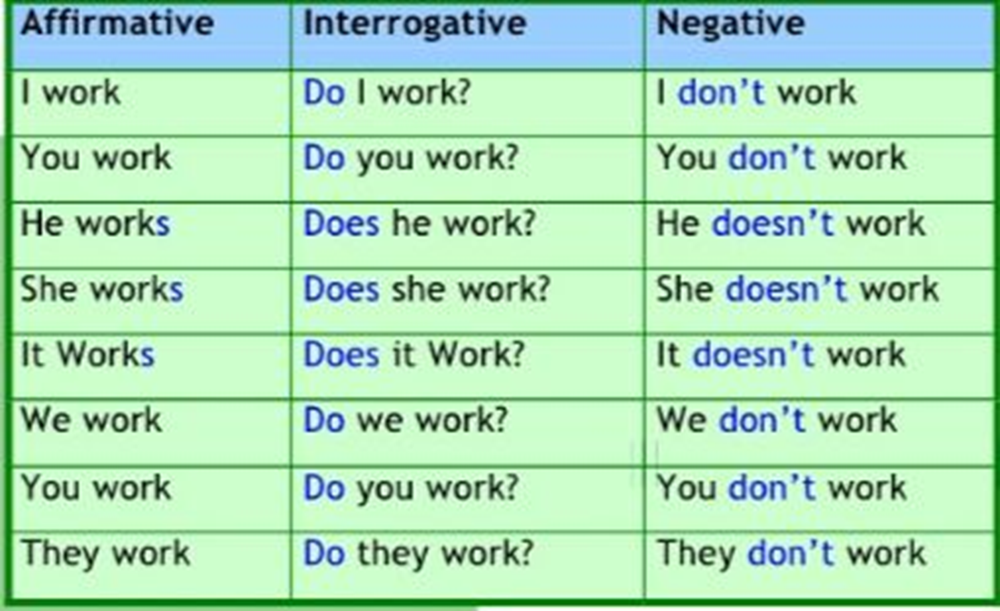 Affirmative Interrogative Negative
I work Do I work? I don’t work
You work Do you work? You don’t work
He works Does he work? He doesn’t work
She works Does she work? She doesn’t work
It Works Does it Work? It doesn’t work
We work Do we work? We don’t work
You work Do you work? You don’t work
They work Do they work? They don’t work